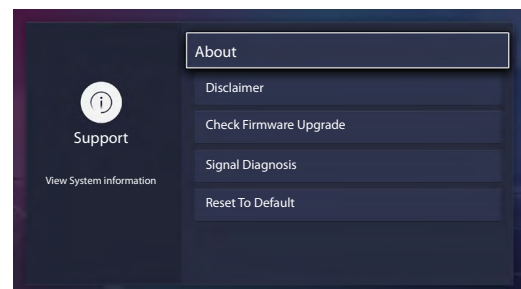 Support
View System information
About
Disclaimer
Check Firmware Upgrade
Signal Diagnosis
Reset To Default